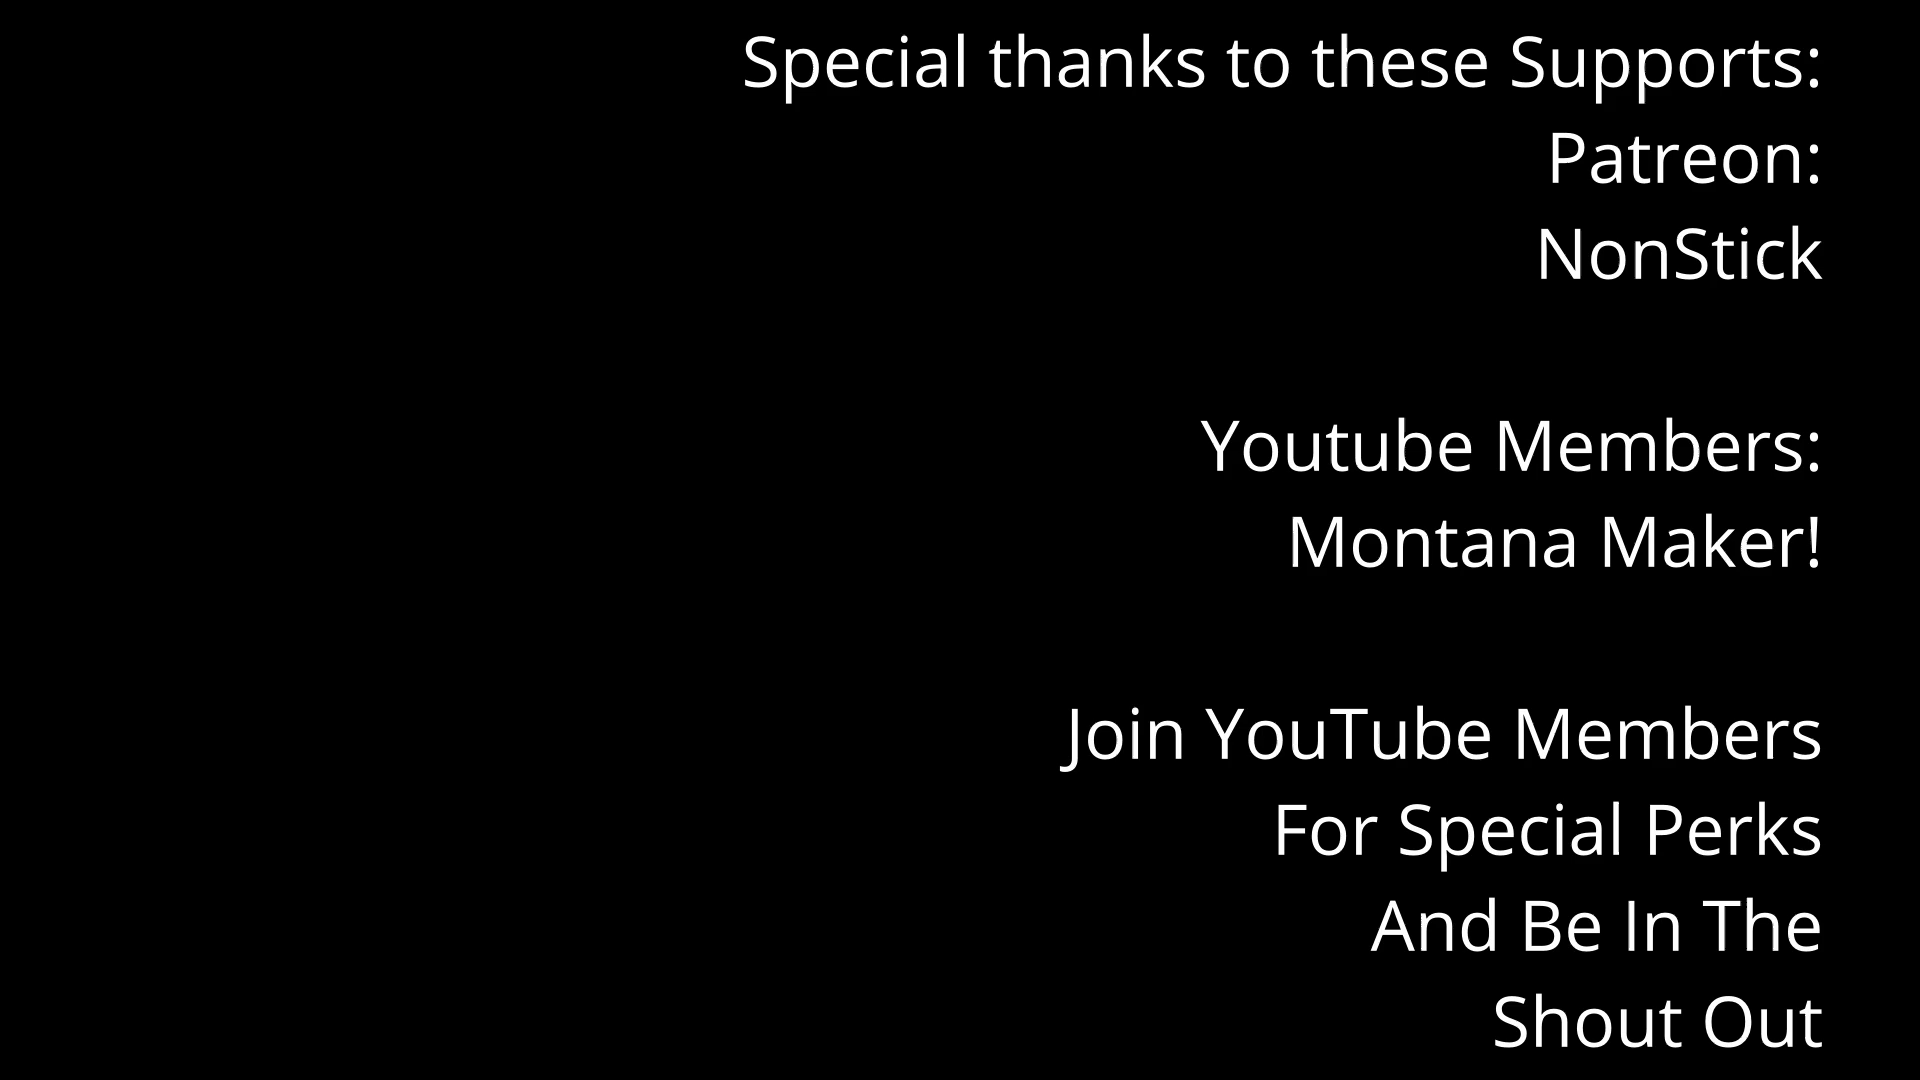 Special thanks to these Supports:
Patreon:
NonStick
Youtube Members:
Montana Maker!
Join YouTube Members
For Special Perks
And Be In The
Shout Out